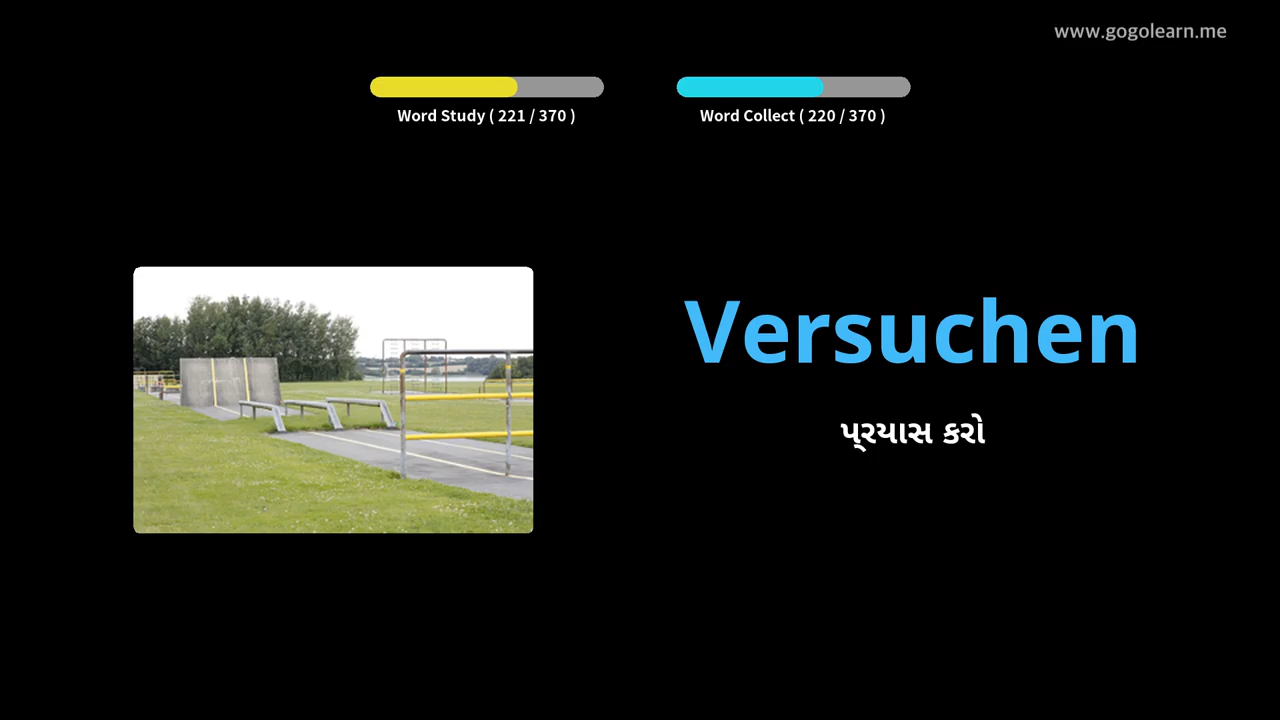 www.gogolearn.me
Word Study ( 221 / 370 )
Word Collect ( 220 / 370 )
Versuchen
પ્રયાસ કરો